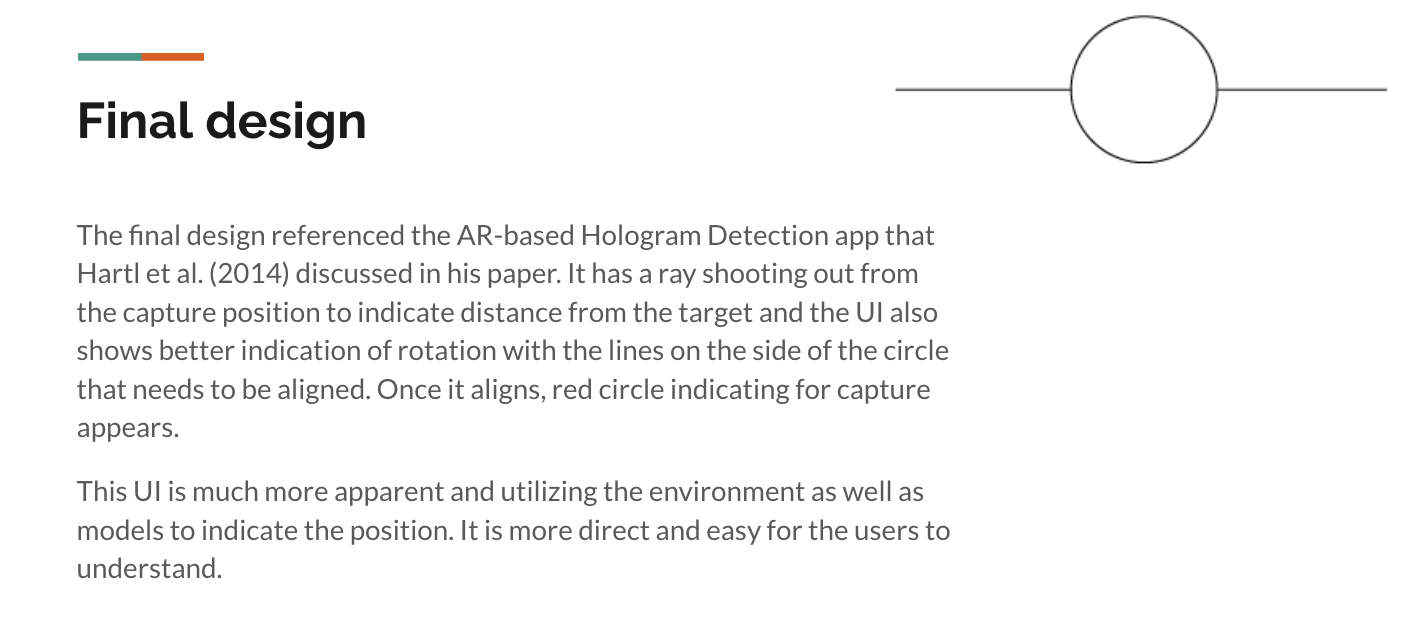 Final design
The final design referenced the AR-based Hologram Detection app that
Hartl et al. (2014) discussed in his paper. It has a ray shooting out from
the capture position to indicate distance from the target and the UI also
shows better indication of rotation with the lines on the side of the circle
that needs to be aligned. Once it aligns, red circle indicating for capture
appears.
This UI is much more apparent and utilizing the environment as well as
models to indicate the position. It is more direct and easy for the users to
understand.